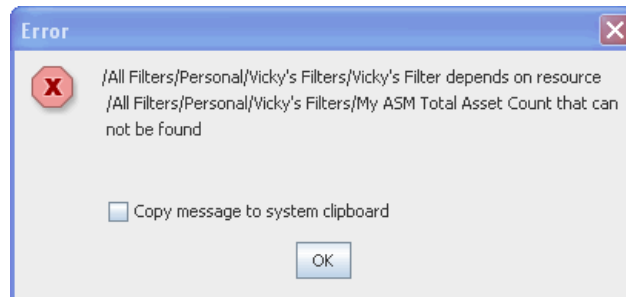 Error
/All Filters/Personal/Vicky's Filters/Vicky's Filter depends on resource
/All Filters/Personal/Vicky's Filters/My ASM Total Asset Count that can
not be found
Copy message to system clipboard
OK